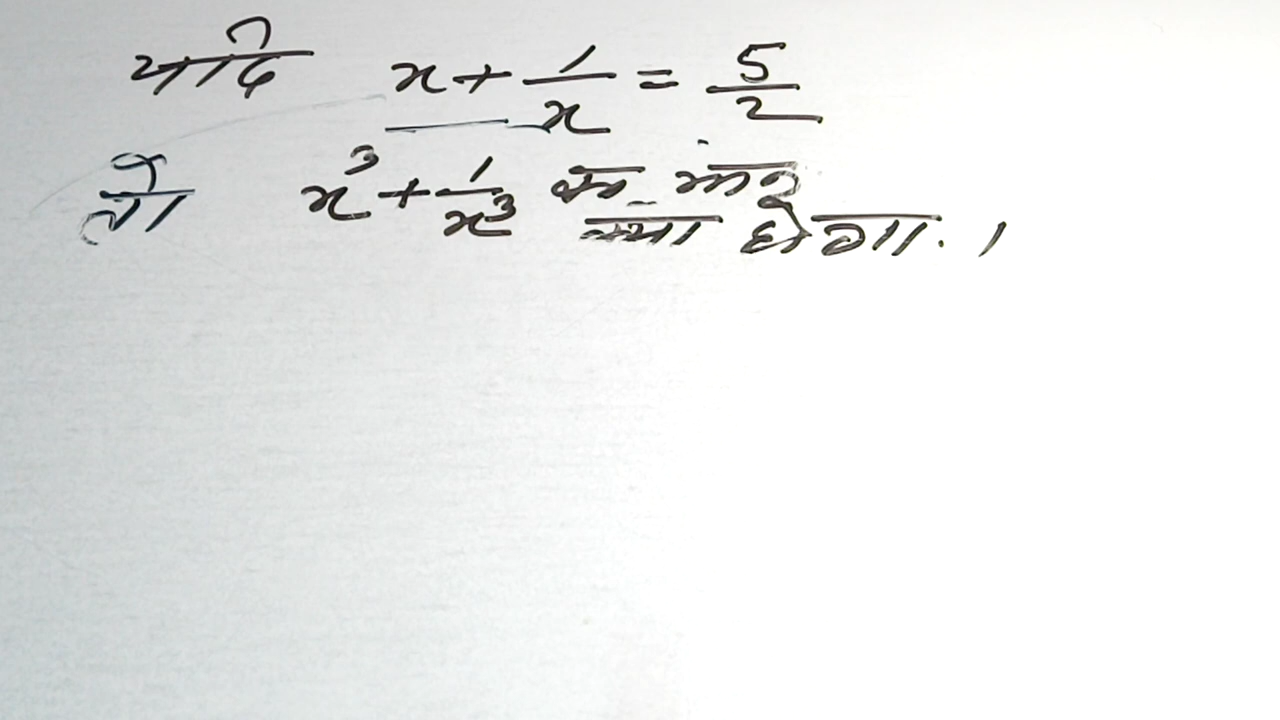 यदि x + 1/x = 5/2
तो x³ + 1/x³ का मान
क्या होगा ।